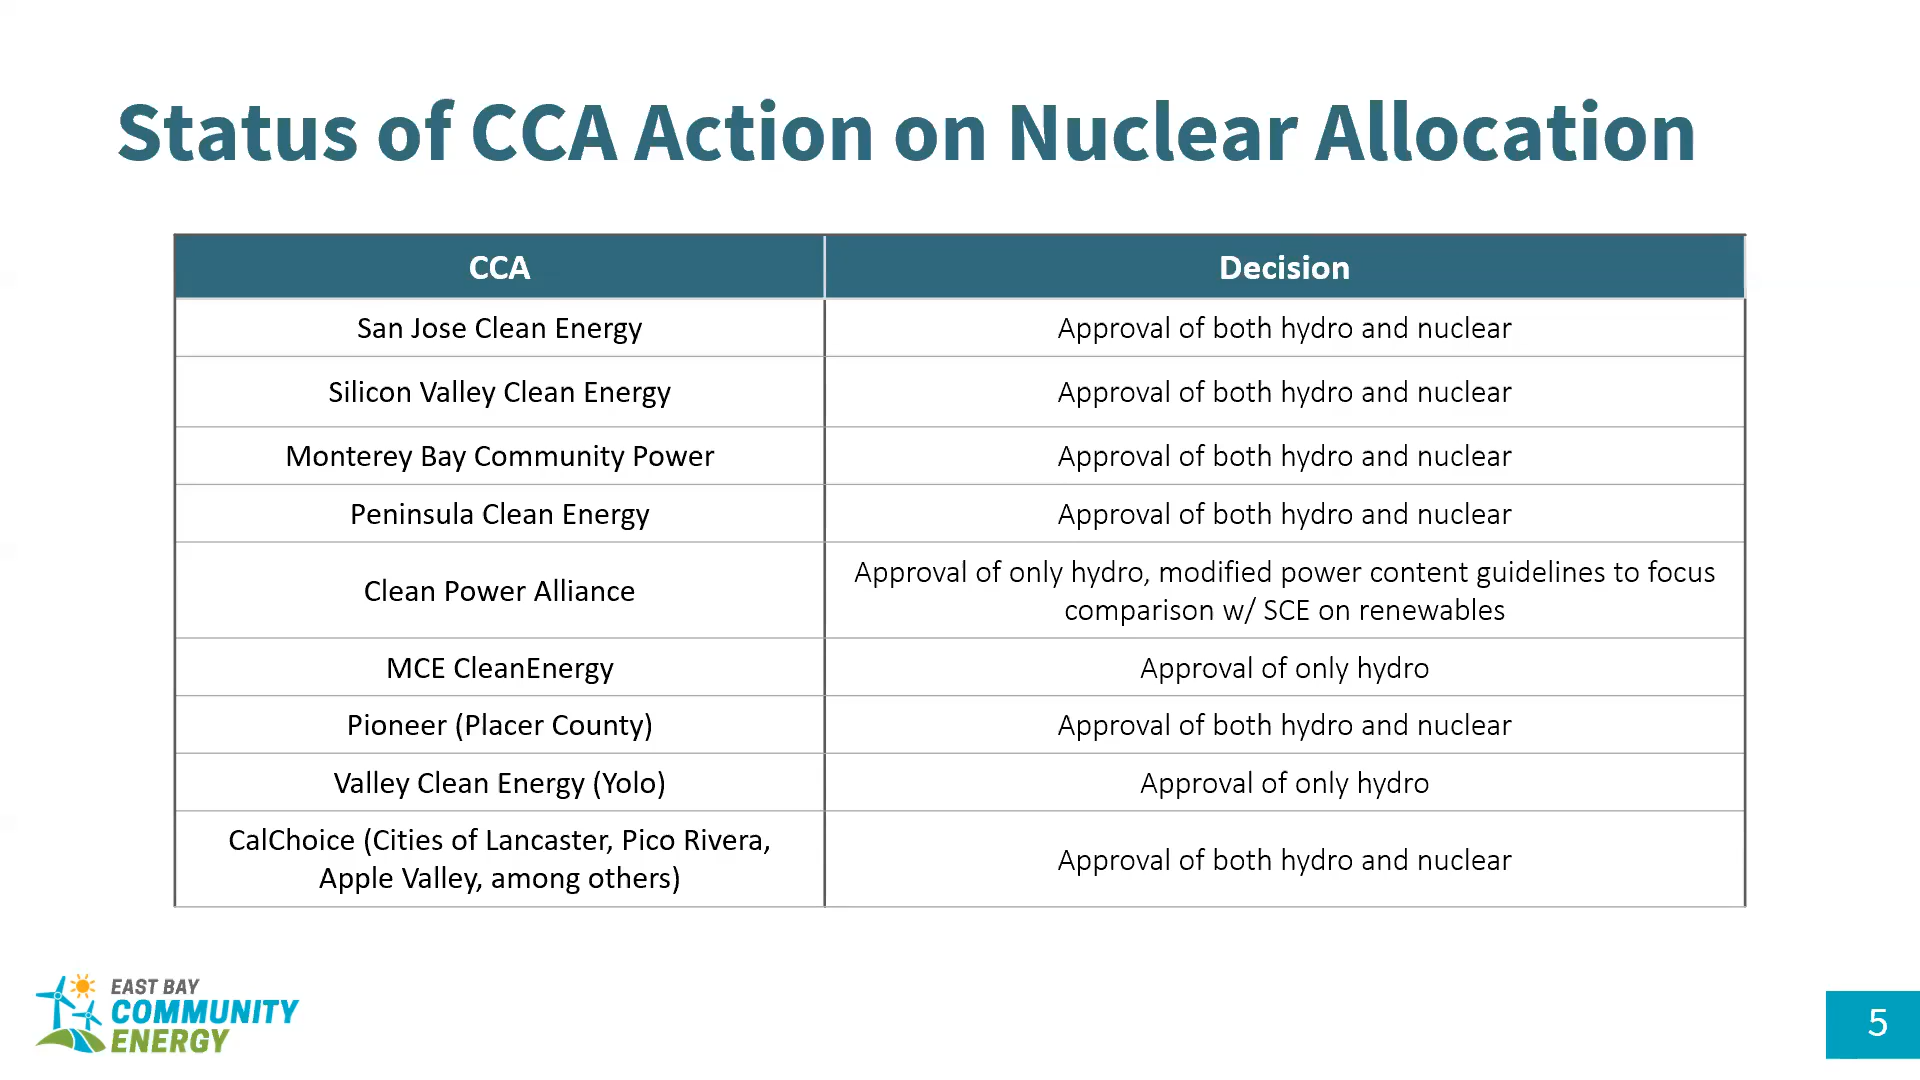 Status of CCA Action on Nuclear Allocation
CCA
Decision
San Jose Clean Energy
Approval of both hydro and nuclear
Silicon Valley Clean Energy
Approval of both hydro and nuclear
Monterey Bay Community Power
Approval of both hydro and nuclear
Peninsula Clean Energy
Approval of both hydro and nuclear
Clean Power Alliance
Approval of only hydro, modified power content guidelines to focus
comparison w/ SCE on renewables
MCE CleanEnergy
Approval of only hydro
Pioneer (Placer County)
Approval of both hydro and nuclear
Valley Clean Energy (Yolo)
Approval of only hydro
CalChoice (Cities of Lancaster, Pico Rivera,
Apple Valley, among others)
Approval of both hydro and nuclear
EAST BAY
COMMUNITY
ENERGY
5